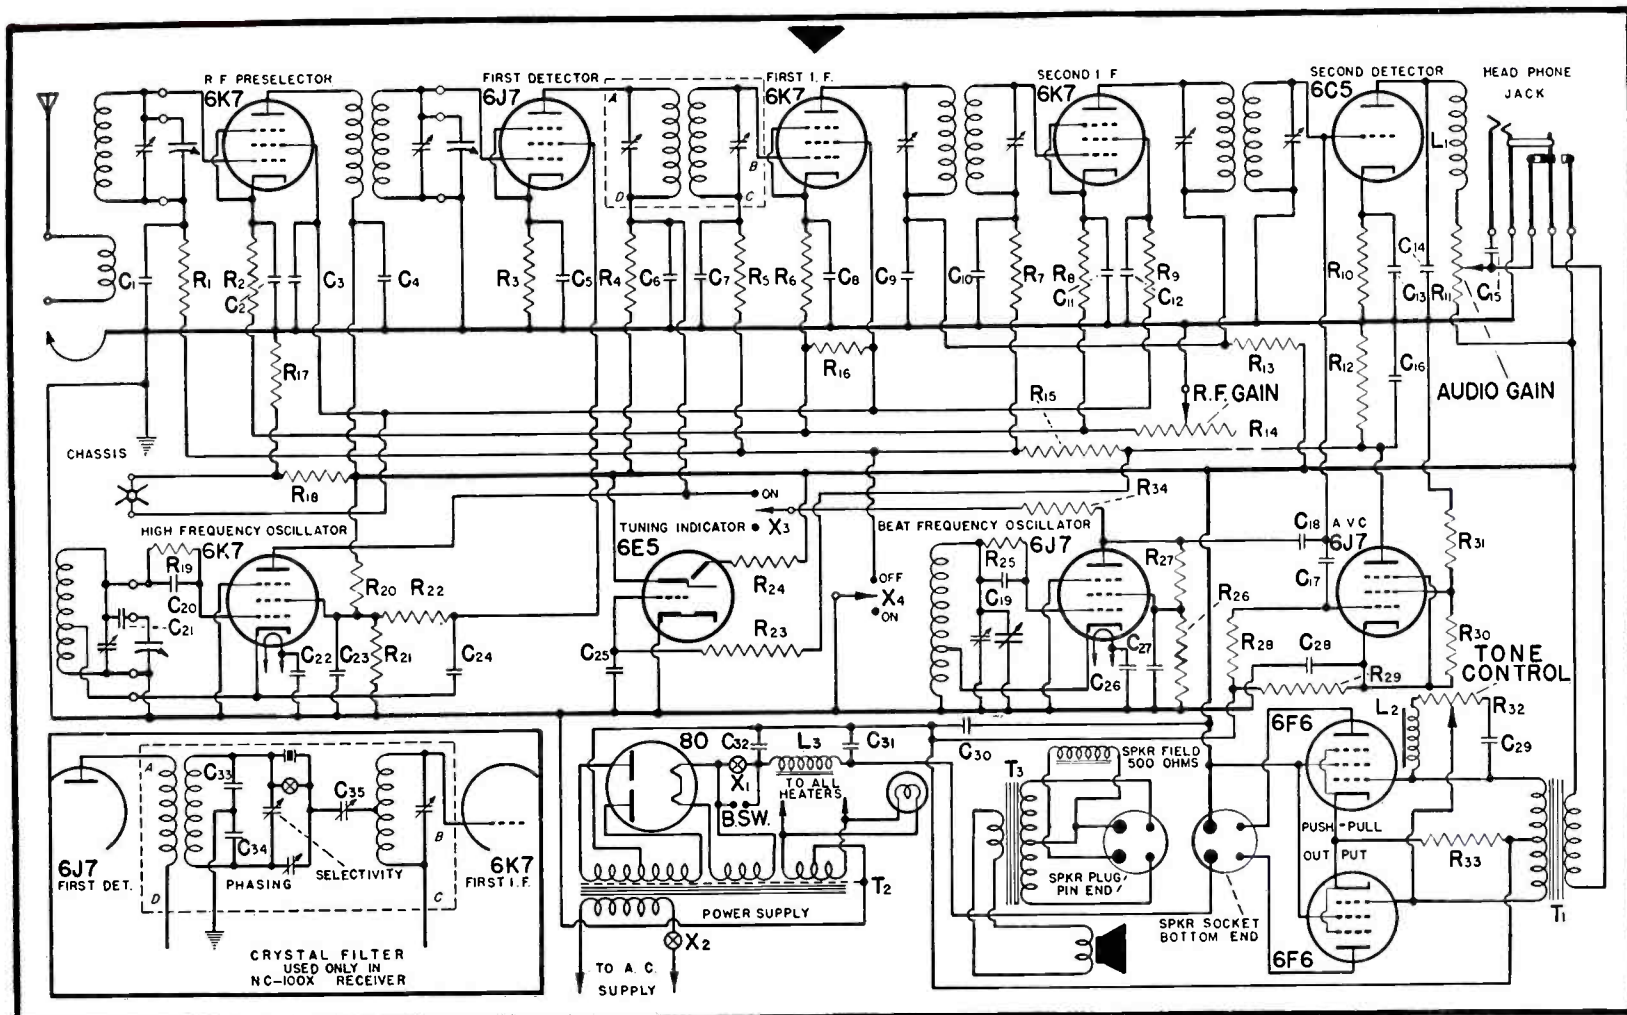 R F PRESELECTOR
6K7
FIRST DETECTOR
6J7
FIRST I. F.
6K7
SECOND I F
6K7
SECOND DETECTOR
6C5
HEAD PHONE
JACK
A
B
D
C
L1
C1
R1
R2
C2
C3
C4
R3
C5
R4
C6
C7
R5
R6
C8
C9
C10
R7
R8
C11
R9
C12
R10
C14
C13
R11
C15
R17
R16
R13
R12
C16
AUDIO GAIN
R15
R.F. GAIN
R14
CHASSIS
R18
ON
X3
R34
HIGH FREQUENCY OSCILLATOR
6K7
TUNING INDICATOR
6E5
BEAT FREQUENCY OSCILLATOR
6J7
C18
A V C
6J7
R19
C20
C21
R20
R22
R24
OFF
X4
ON
R25
C19
R27
R26
C17
R31
R23
R28
R30
C22
C23
R21
C24
C25
C26
C27
C28
R29
TONE
CONTROL
80
C32
L3
C31
C30
X1
B.SW.
TO ALL
HEATERS
T3
SPKR FIELD
500 OHMS
6F6
L2
R32
C29
PUSH-PULL
OUT PUT
R33
SPKR PLUG
PIN END
SPKR SOCKET
BOTTOM END
6F6
T1
T2
POWER SUPPLY
X2
TO A. C.
SUPPLY
A
C33
C35
B
C34
6J7
FIRST DET.
PHASING
SELECTIVITY
6K7
FIRST I.F.
D
C
CRYSTAL FILTER
USED ONLY IN
NC-100X RECEIVER